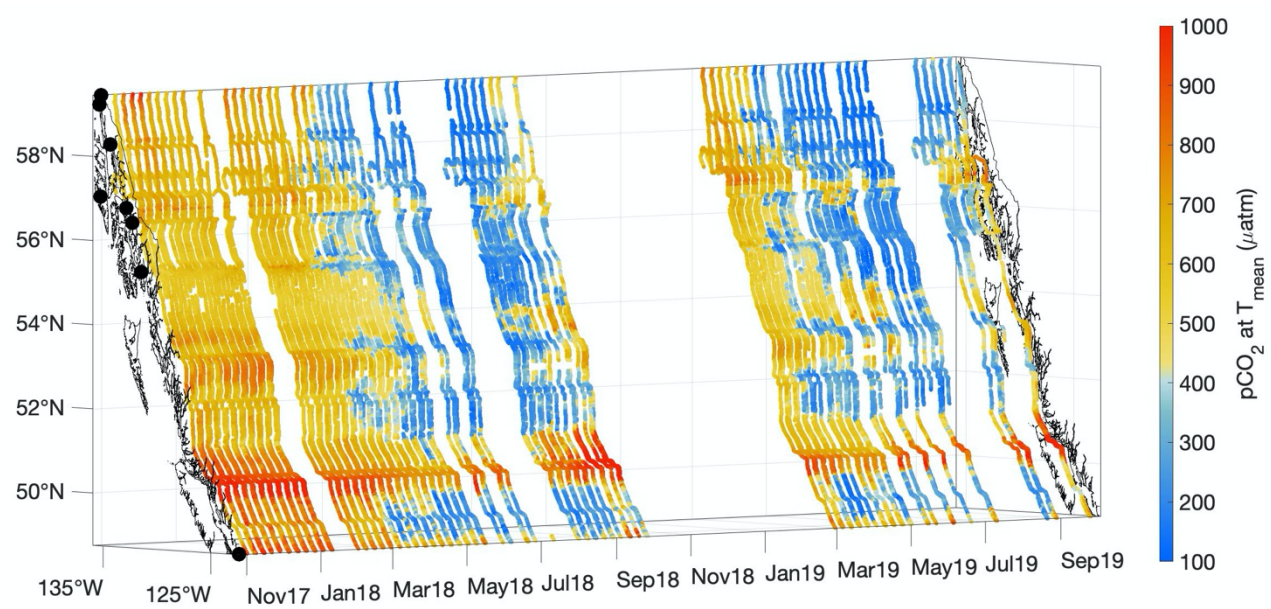 58°N
56°N
54°N
52°N
50°N
135°W
125°W
Nov17
Jan18
Mar18
May18
Jul18
Sep18
Nov18
Jan19
Mar19
May19
Jul19
Sep19
1000
900
800
700
600
500
400
300
200
100
pCO₂ at Tmean (μatm)